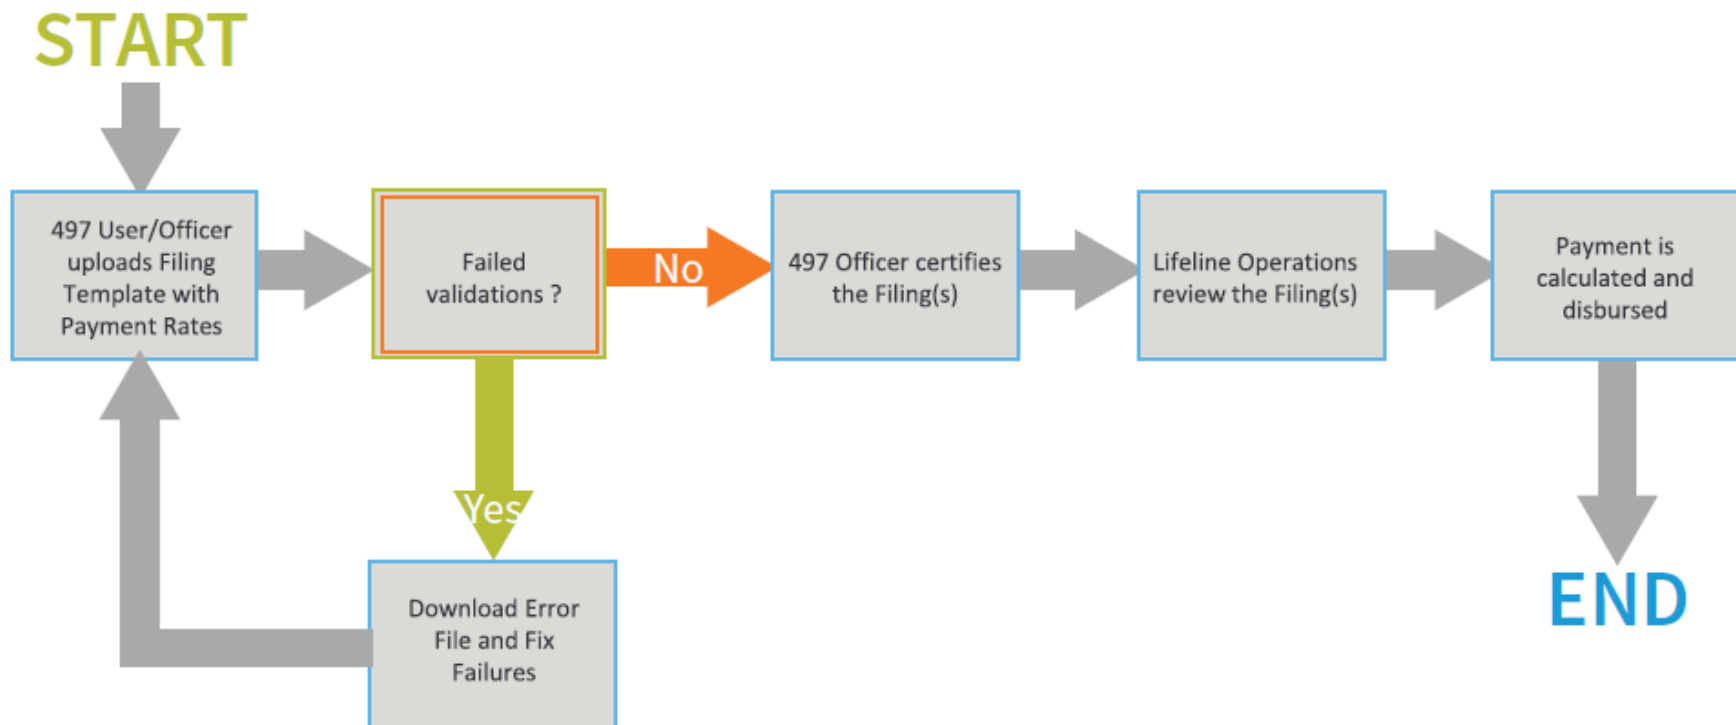 START
497 User/Officer
uploads Filing
Template with
Payment Rates
Failed
validations ?
No
497 Officer certifies
the Filing(s)
Lifeline Operations
review the Filing(s)
Payment is
calculated and
disbursed
Yes
Download Error
File and Fix
Failures
END